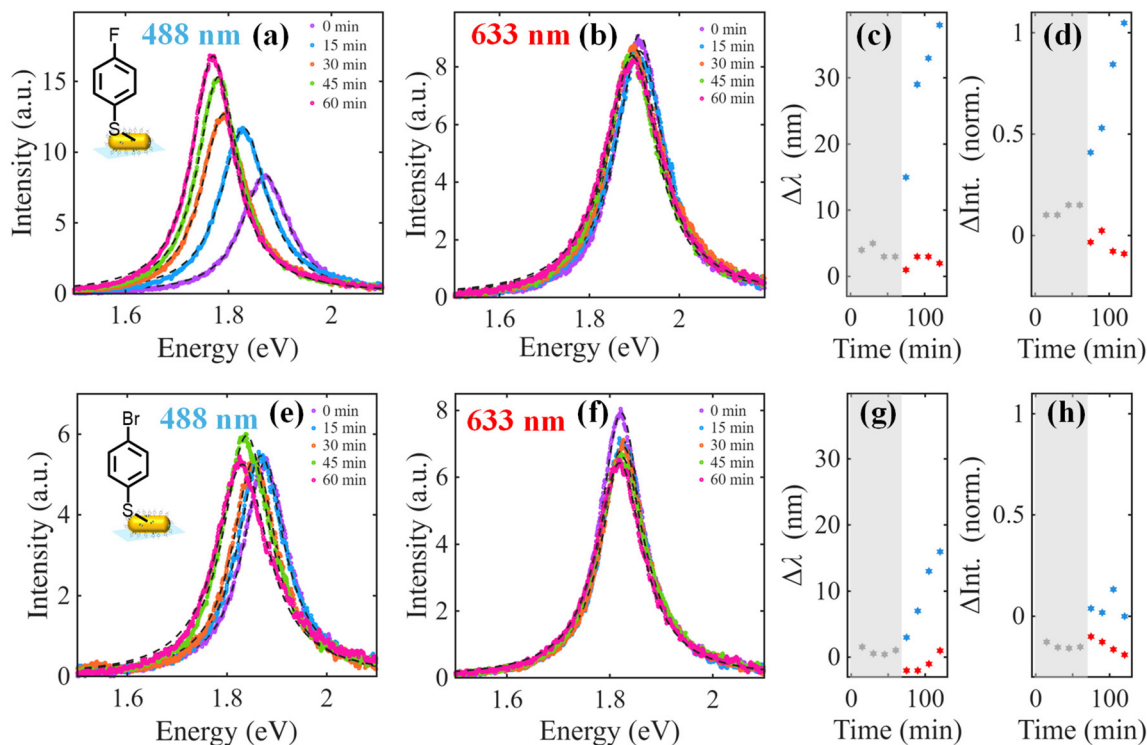 488 nm (a)
F
S
0 min
15 min
30 min
45 min
60 min
Intensity (a.u.)
15
10
5
0
1.6 1.8 2
Energy (eV)
633 nm (b)
0 min
15 min
30 min
45 min
60 min
Intensity (a.u.)
8
6
4
2
0
1.6 1.8 2
Energy (eV)
(c)
Δλ (nm)
30
20
10
0
0 100
Time (min)
(d)
ΔInt. (norm.)
1
0.5
0
0 100
Time (min)
488 nm (e)
Br
S
0 min
15 min
30 min
45 min
60 min
Intensity (a.u.)
6
4
2
0
1.6 1.8 2
Energy (eV)
633 nm (f)
0 min
15 min
30 min
45 min
60 min
Intensity (a.u.)
8
6
4
2
0
1.6 1.8 2
Energy (eV)
(g)
Δλ (nm)
30
20
10
0
0 100
Time (min)
(h)
ΔInt. (norm.)
1
0.5
0
0 100
Time (min)